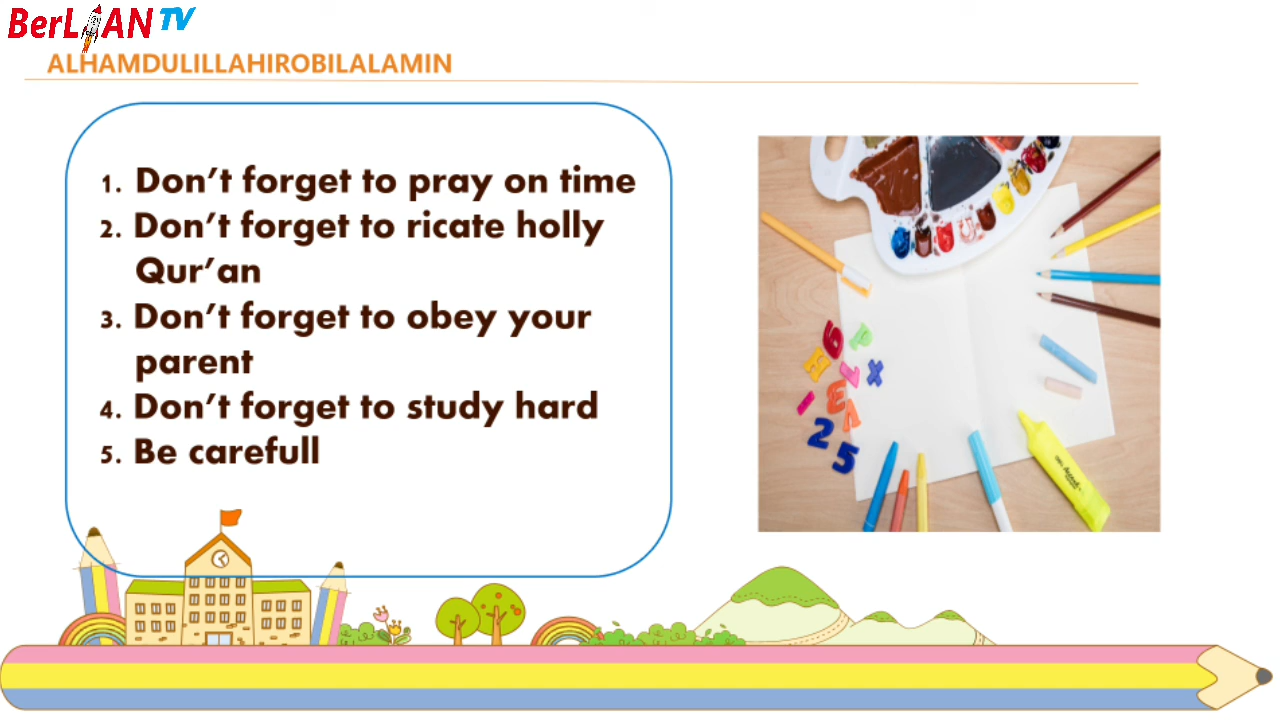 BerLIAN TV
ALHAMDULILLAHIROBILALAMIN
1. Don't forget to pray on time
2. Don't forget to ricate holly
Qur'an
3. Don't forget to obey your
parent
4. Don't forget to study hard
5. Be carefull